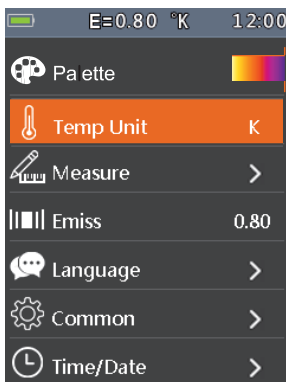 E=0.80 °K 12:00
Palette
Temp Unit K
Measure >
Emiss 0.80
Language >
Common >
Time/Date >